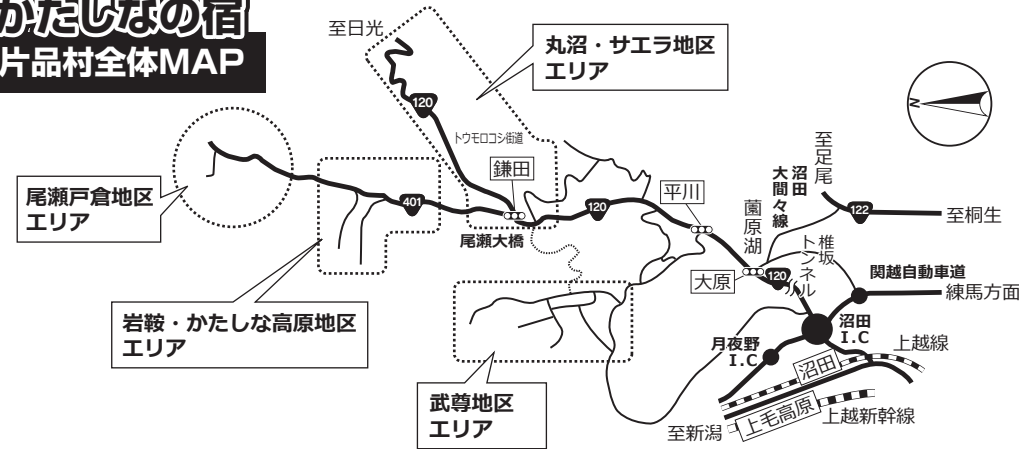 かたしなの宿
片品村全体MAP
至日光
丸沼・サエラ地区
エリア
120
トウモロコシ街道
鎌田
N
尾瀬戸倉地区
エリア
401
尾瀬大橋
120
平川
薗原湖
沼田
大間々線
至足尾
122
至桐生
大原
120
椎坂
トンネル
関越自動車道
練馬方面
岩鞍・かたしな高原地区
エリア
武尊地区
エリア
月夜野
I.C
沼田
I.C
上越線
沼田
上毛高原
上越新幹線
至新潟